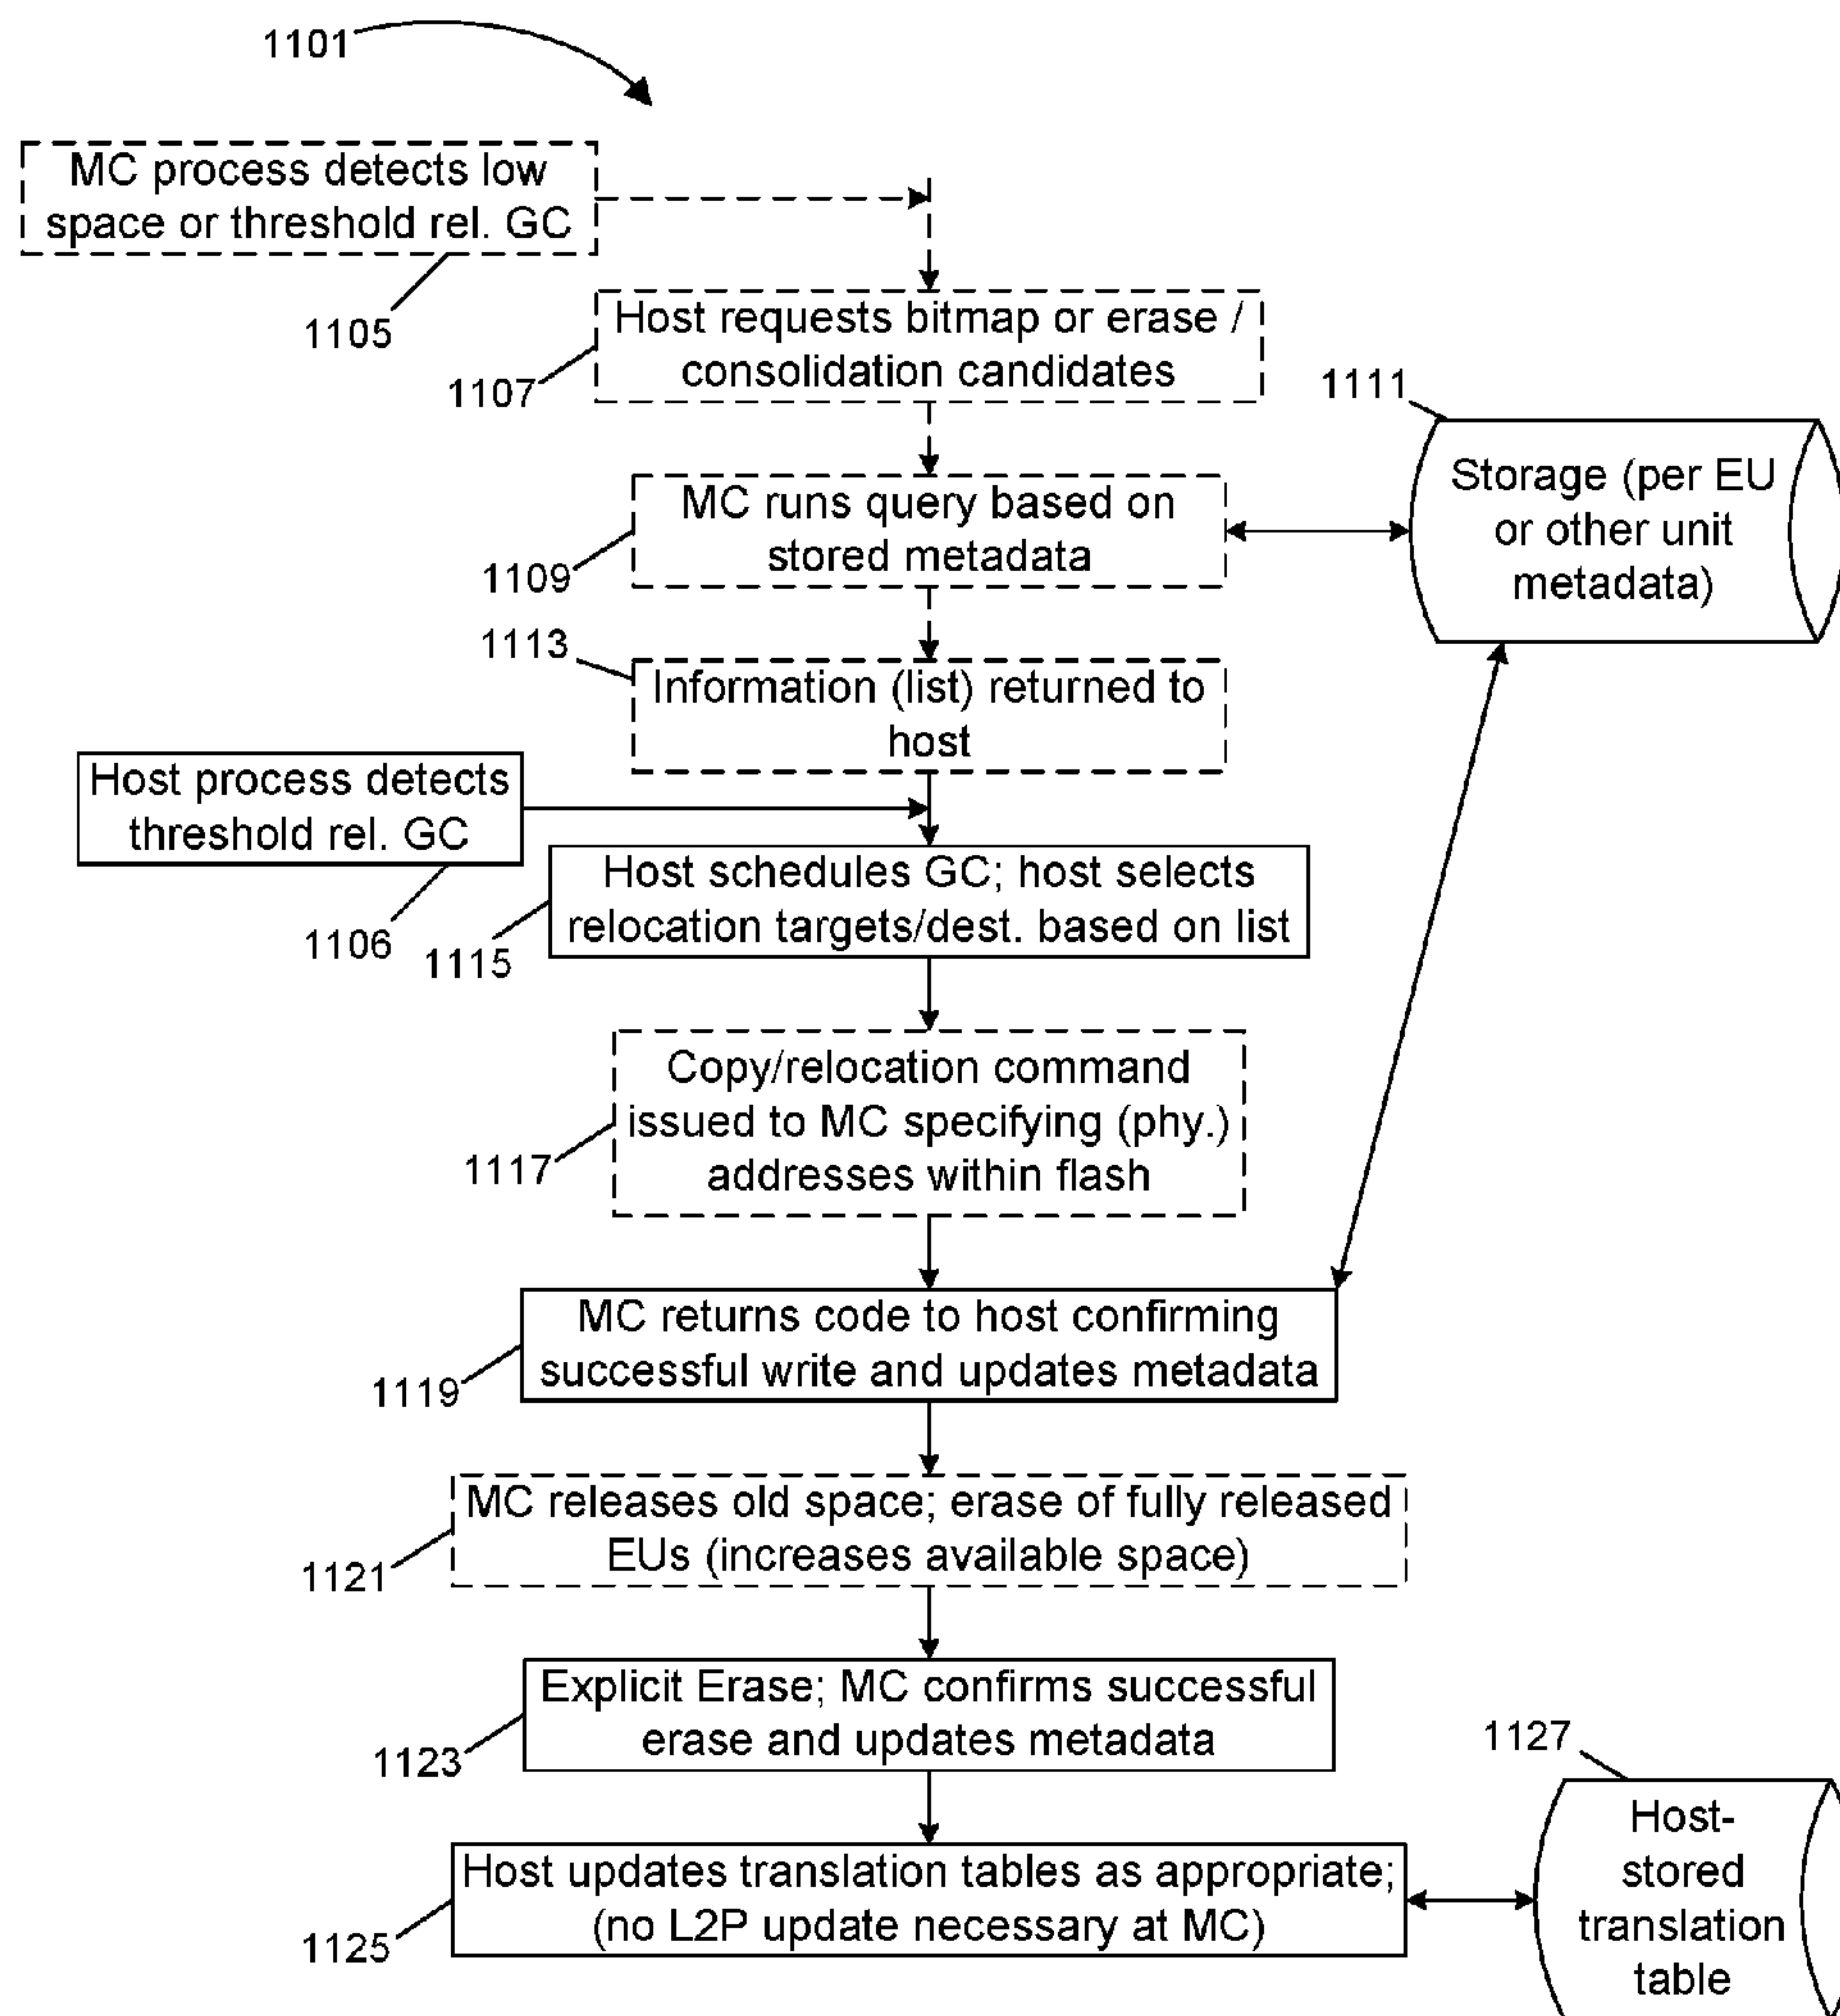 1101
MC process detects low
space or threshold rel. GC
1105
Host requests bitmap or erase /
consolidation candidates
1107
1111
MC runs query based on
stored metadata
1109
Storage (per EU
or other unit
metadata)
1113
Information (list) returned to
host
Host process detects
threshold rel. GC
1106
Host schedules GC; host selects
relocation targets/dest. based on list
1115
Copy/relocation command
issued to MC specifying (phy.)
addresses within flash
1117
MC returns code to host confirming
successful write and updates metadata
1119
MC releases old space; erase of fully released
EUs (increases available space)
1121
Explicit Erase; MC confirms successful
erase and updates metadata
1123
1127
Host updates translation tables as appropriate;
(no L2P update necessary at MC)
1125
Host-
stored
translation
table